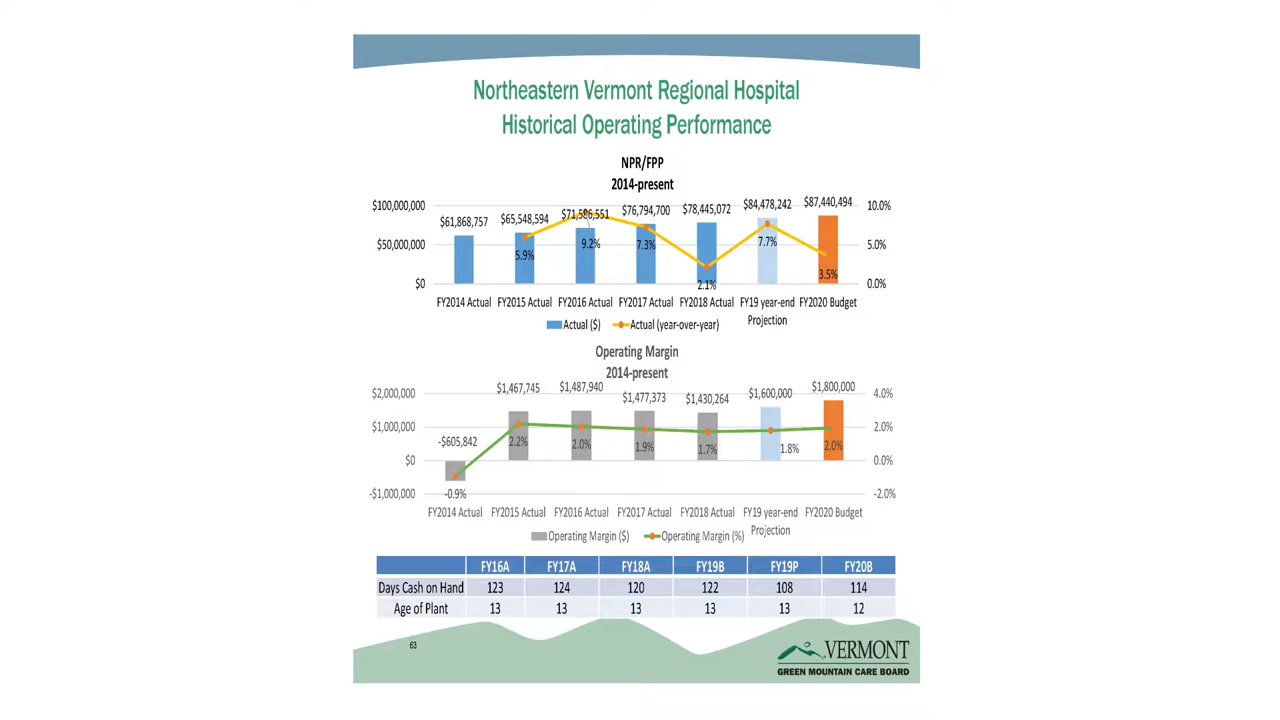 Northeastern Vermont Regional Hospital
Historical Operating Performance
NPR/FPP
2014-present
$100,000,000 $61,868,757 $65,548,594 $71,586,551 $76,794,700 $78,445,072 $84,478,242 $87,440,494 10.0%
$50,000,000 5.9% 9.2% 7.3% 7.7% 5.0%
$0 2.1% 3.5% 0.0%
FY2014 Actual FY2015 Actual FY2016 Actual FY2017 Actual FY2018 Actual FY19 year-end FY2020 Budget
Projection
Actual ($) Actual (year-over-year)
Operating Margin
2014-present
$2,000,000 $1,467,745 $1,487,940 $1,477,373 $1,430,264 $1,600,000 $1,800,000 4.0%
$1,000,000 -$605,842 2.2% 2.0% 1.9% 1.7% 1.8% 2.0% 2.0%
$0 0.0%
-$1,000,000 -0.9% -2.0%
FY2014 Actual FY2015 Actual FY2016 Actual FY2017 Actual FY2018 Actual FY19 year-end FY2020 Budget
Projection
Operating Margin ($) Operating Margin (%)
FY16A FY17A FY18A FY19B FY19P FY20B
Days Cash on Hand 123 124 120 122 108 114
Age of Plant 13 13 13 13 13 12
63
VERMONT
GREEN MOUNTAIN CARE BOARD